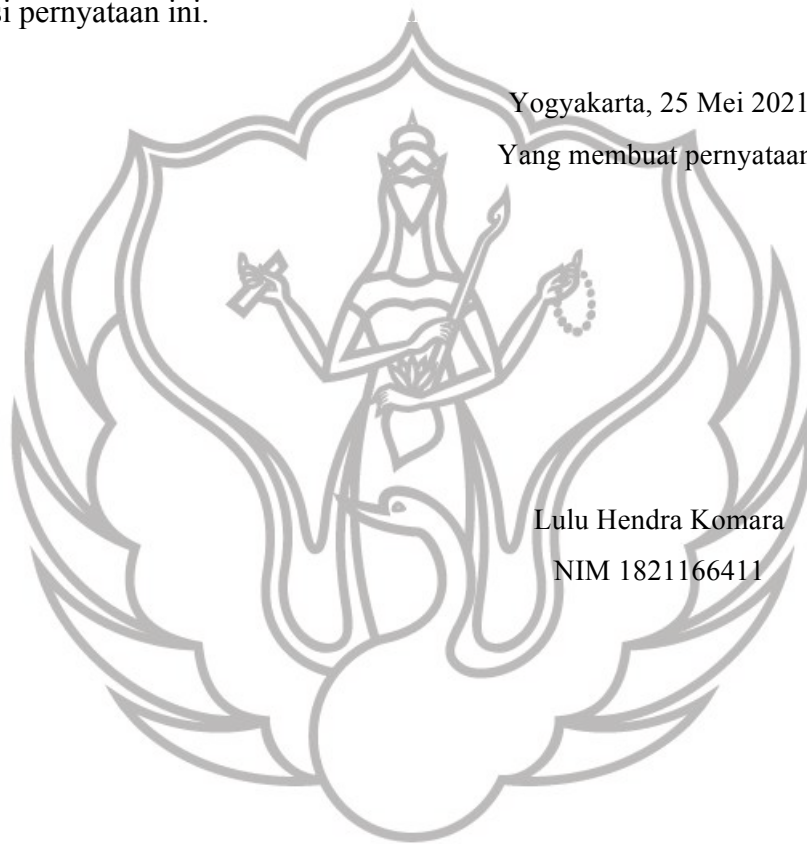 si pernyataan ini.
Yogyakarta, 25 Mei 2021
Yang membuat pernyataan
Lulu Hendra Komara
NIM 1821166411